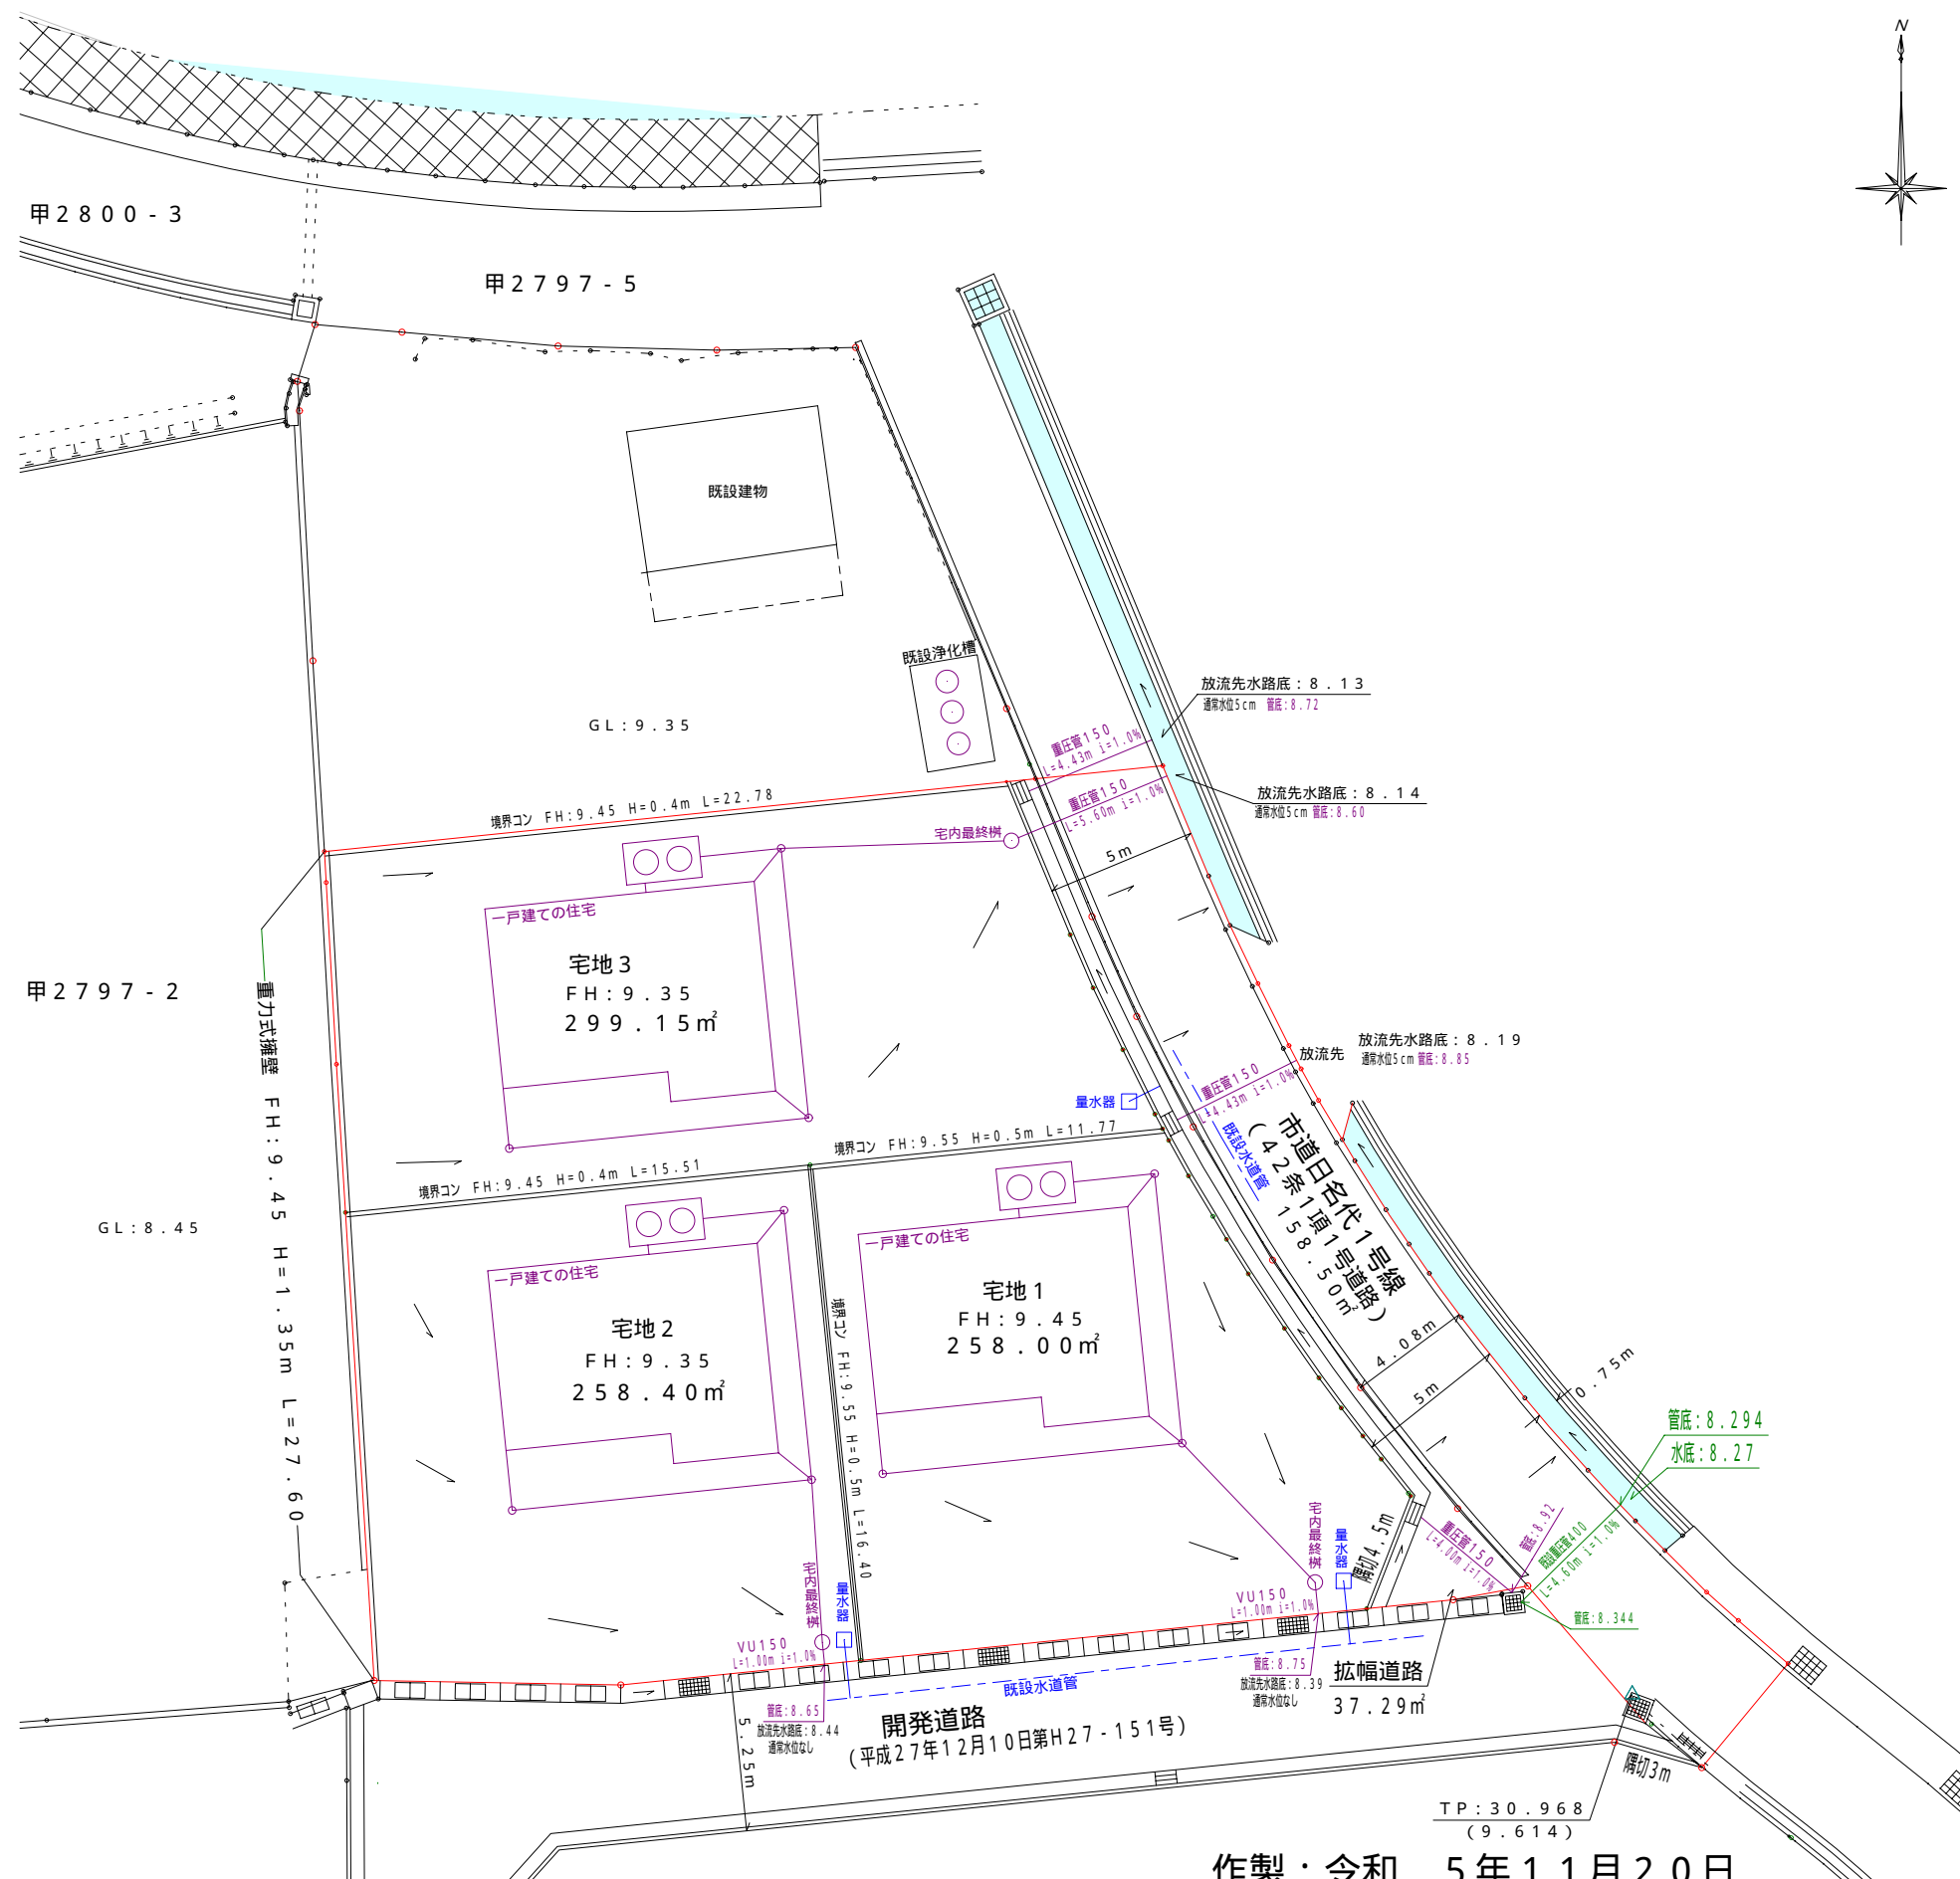 N
甲2800-3
甲2797-5
既設建物
既設浄化槽
GL:9.35
放流先水路底:8.13
通常水位5cm 管底:8.72
重圧管150
L=4.43m i=1.0%
放流先水路底:8.14
通常水位5cm 管底:8.60
重圧管150
L=5.60m i=1.0%
境界コン FH:9.45 H=0.4m L=22.78
宅内最終桝
5m
一戸建ての住宅
宅地3
FH:9.35
299.15㎡
甲2797-2
重力式擁壁 FH:9.45 H=1.35m L=27.60
放流先
放流先水路底:8.19
通常水位5cm 管底:8.85
重圧管150
L=4.43m i=1.0%
量水器
既設水道管
市道日名代1号線
(42条1項1号道路)
158.50㎡
境界コン FH:9.55 H=0.5m L=11.77
境界コン FH:9.45 H=0.4m L=15.51
GL:8.45
一戸建ての住宅
宅地2
FH:9.35
258.40㎡
一戸建ての住宅
宅地1
FH:9.45
258.00㎡
境界コン FH:9.55 H=0.5m L=16.40
4.08m
5m
0.75m
管底:8.294
水底:8.27
管底:8.92
既設重圧管400
L=4.60m i=1.0%
重圧管150
L=4.00m i=1.0%
隅切4.5m
管底:8.344
宅内最終桝
量水器
VU150
L=1.00m i=1.0%
宅内最終桝
量水器
VU150
L=1.00m i=1.0%
管底:8.75
放流先水路底:8.39
通常水位なし
拡幅道路
37.29㎡
管底:8.65
放流先水路底:8.44
通常水位なし
既設水道管
開発道路
(平成27年12月10日第H27-151号)
5.25m
隅切3m
TP:30.968
(9.614)
作製:令和 5年11月20日